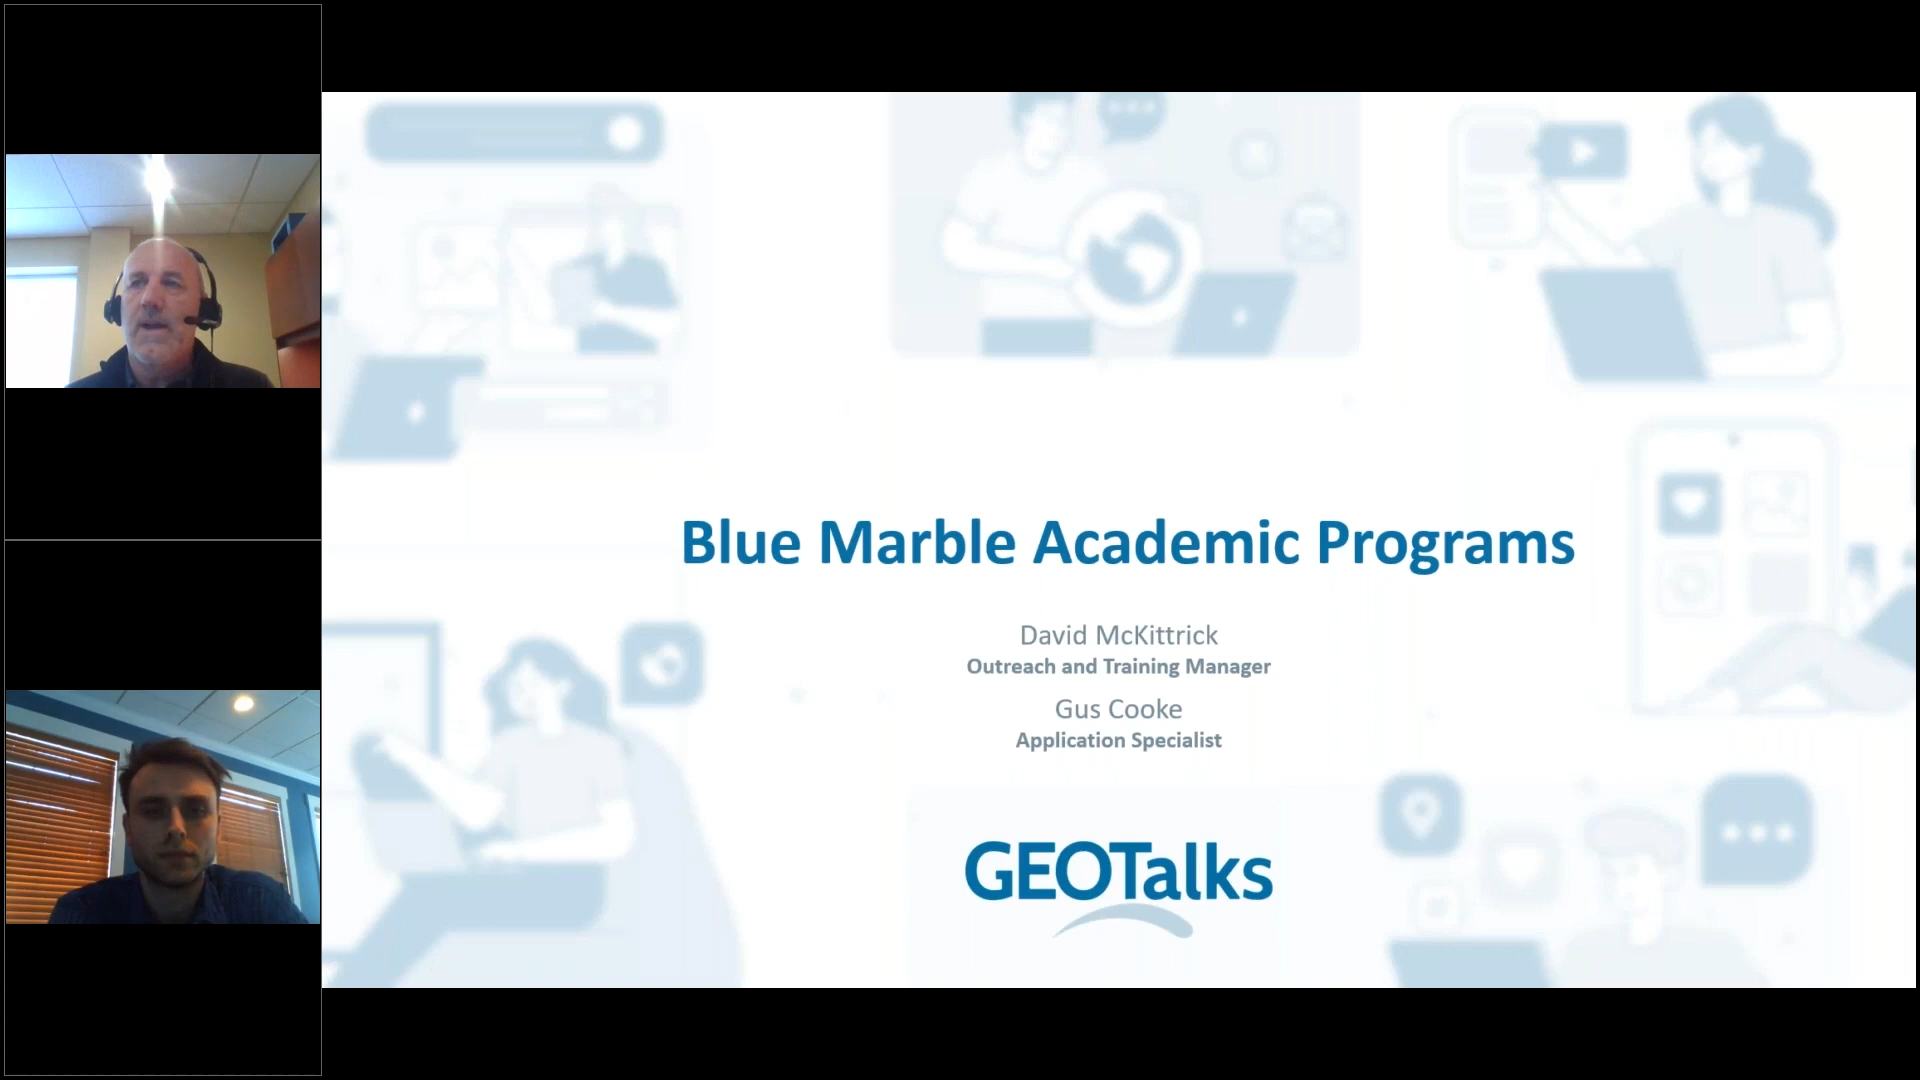 Blue Marble Academic Programs
David McKittrick
Outreach and Training Manager
Gus Cooke
Application Specialist
GEOTalks